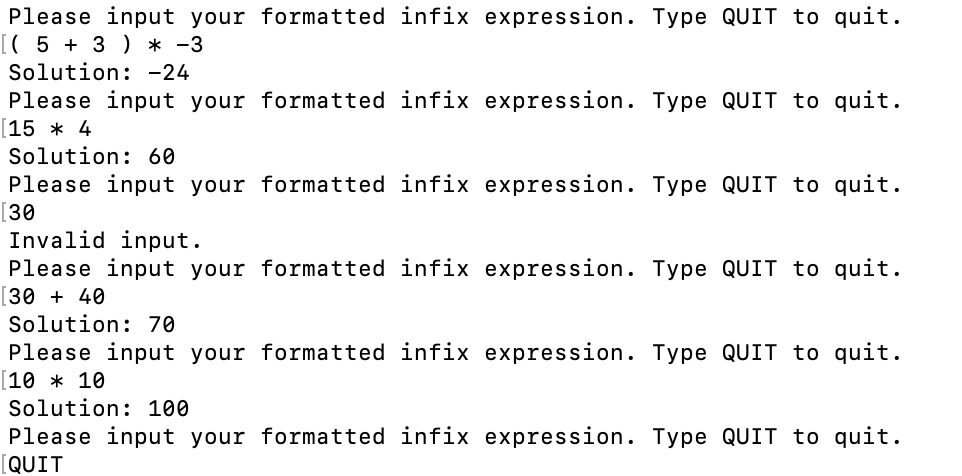 Please input your formatted infix expression. Type QUIT to quit.
[( 5 + 3 ) * -3
Solution: -24
Please input your formatted infix expression. Type QUIT to quit.
[15 * 4
Solution: 60
Please input your formatted infix expression. Type QUIT to quit.
[30
Invalid input.
Please input your formatted infix expression. Type QUIT to quit.
[30 + 40
Solution: 70
Please input your formatted infix expression. Type QUIT to quit.
[10 * 10
Solution: 100
Please input your formatted infix expression. Type QUIT to quit.
[QUIT